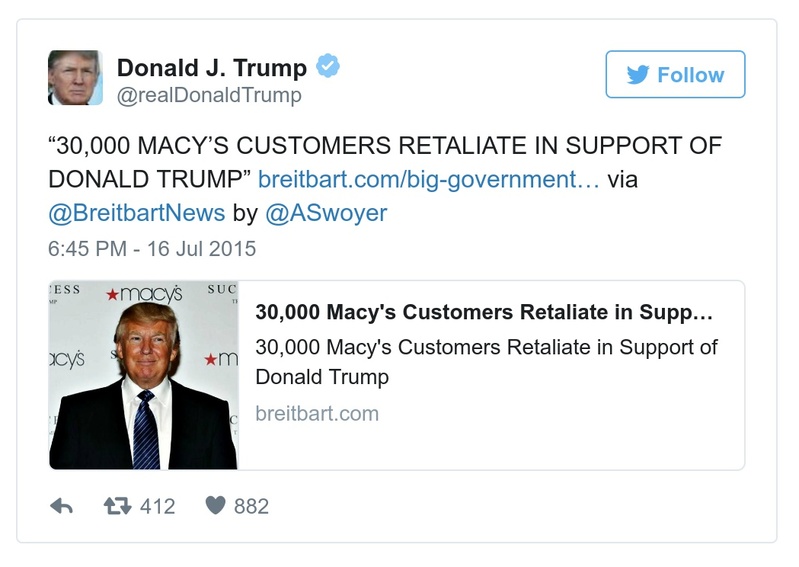 Donald J. Trump
@realDonaldTrump
Follow
“30,000 MACY’S CUSTOMERS RETALIATE IN SUPPORT OF
DONALD TRUMP” breitbart.com/big-government… via
@BreitbartNews by @ASwoyer
6:45 PM - 16 Jul 2015
ESS
★macy's
SUC
acy's
★m
30,000 Macy's Customers Retaliate in Supp...
30,000 Macy's Customers Retaliate in Support of
Donald Trump
breitbart.com
412
882